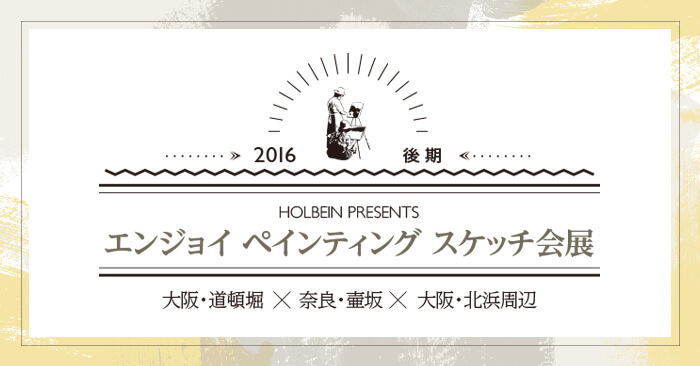 2016 後期
HOLBEIN PRESENTS
エンジョイ ペインティング スケッチ会展
大阪・道頓堀 × 奈良・壷坂 × 大阪・北浜周辺